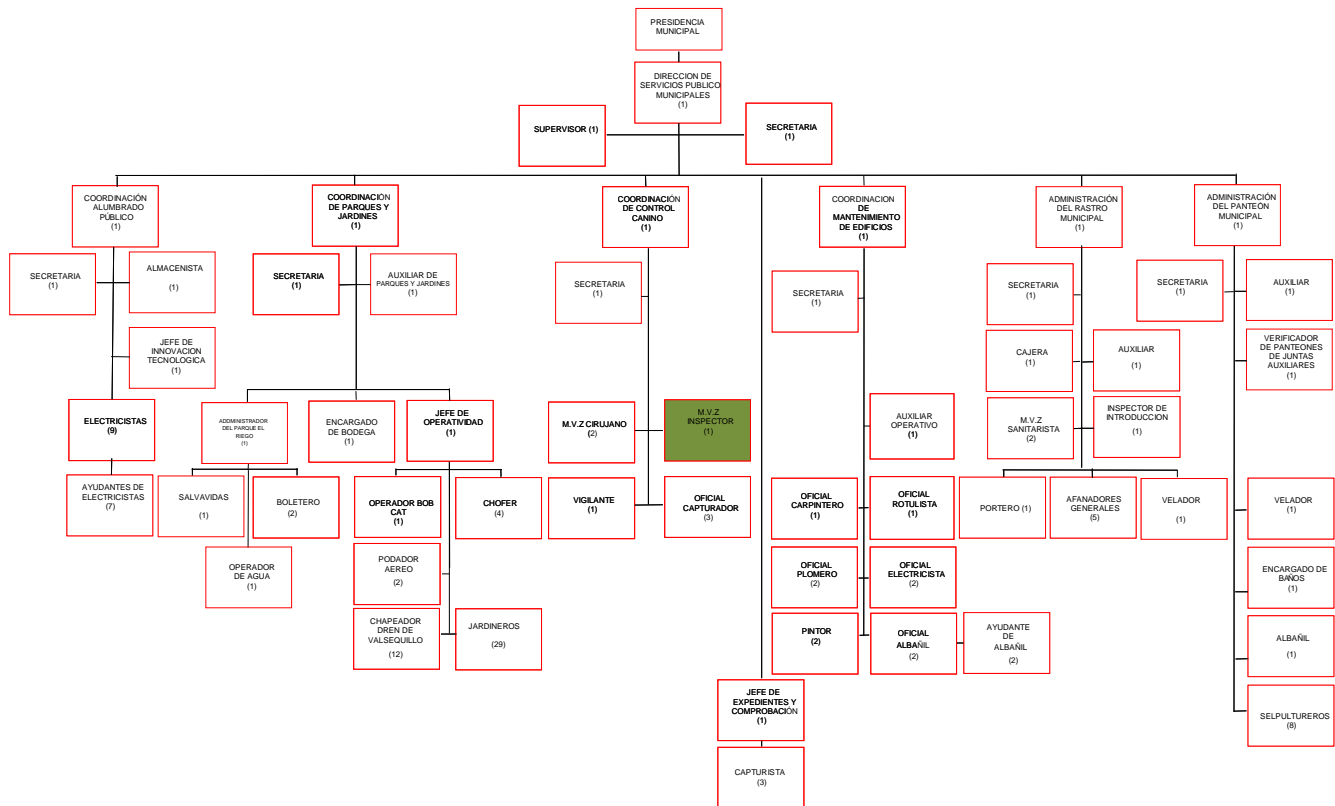 PRESIDENCIA
MUNICIPAL
DIRECCION DE
SERVICIOS PUBLICO
MUNICIPALES
(1)
SUPERVISOR (1)
SECRETARIA
(1)
COORDINACIÓN
ALUMBRADO
PÚBLICO
(1)
SECRETARIA
(1)
ALMACENISTA
(1)
JEFE DE
INNOVACION
TECNOLOGICA
(1)
ELECTRICISTAS
(9)
AYUDANTES DE
ELECTRICISTAS
(7)
COORDINACIÓN
DE PARQUES Y
JARDINES
(1)
SECRETARIA
(1)
AUXILIAR DE
PARQUES Y JARDINES
(1)
ADDMINISTRADOR
DEL PARQUE EL
RIEGO
(1)
SALVAVIDAS
(1)
BOLETERO
(2)
OPERADOR
DE AGUA
(1)
ENCARGADO
DE BODEGA
(1)
JEFE DE
OPERATIVIDAD
(1)
OPERADOR BOB
CAT
(1)
CHOFER
(4)
PODADOR
AEREO
(2)
CHAPEADOR
DREN DE
VALSEQUILLO
(12)
JARDINEROS
(29)
COORDINACIÓN
DE CONTROL
CANINO
(1)
SECRETARIA
(1)
M.V.Z CIRUJANO
(2)
M.V.Z
INSPECTOR
(1)
VIGILANTE
(1)
OFICIAL
CAPTURADOR
(3)
JEFE DE
EXPEDIENTES Y
COMPROBACIÓN
(1)
CAPTURISTA
(3)
COORDINACION
DE
MANTENIMIENTO
DE EDIFICIOS
(1)
SECRETARIA
(1)
AUXILIAR
OPERATIVO
(1)
OFICIAL
CARPINTERO
(1)
OFICIAL
ROTULISTA
(1)
OFICIAL
PLOMERO
(2)
OFICIAL
ELECTRICISTA
(2)
PINTOR
(2)
OFICIAL
ALBAÑIL
(2)
AYUDANTE
DE
ALBAÑIL
(2)
ADMINISTRACIÓN
DEL RASTRO
MUNICIPAL
(1)
SECRETARIA
(1)
CAJERA
(1)
AUXILIAR
(1)
M.V.Z
SANITARISTA
(2)
INSPECTOR DE
INTRODUCCION
(1)
PORTERO (1)
AFANADORES
GENERALES
(5)
VELADOR
(1)
ADMINISTRACIÓN
DEL PANTEÓN
MUNICIPAL
(1)
SECRETARIA
(1)
AUXILIAR
(1)
VERIFICADOR
DE PANTEONES
DE JUNTAS
AUXILIARES
(1)
VELADOR
(1)
ENCARGADO DE
BAÑOS
(1)
ALBAÑIL
(1)
SELPULTUREROS
(8)